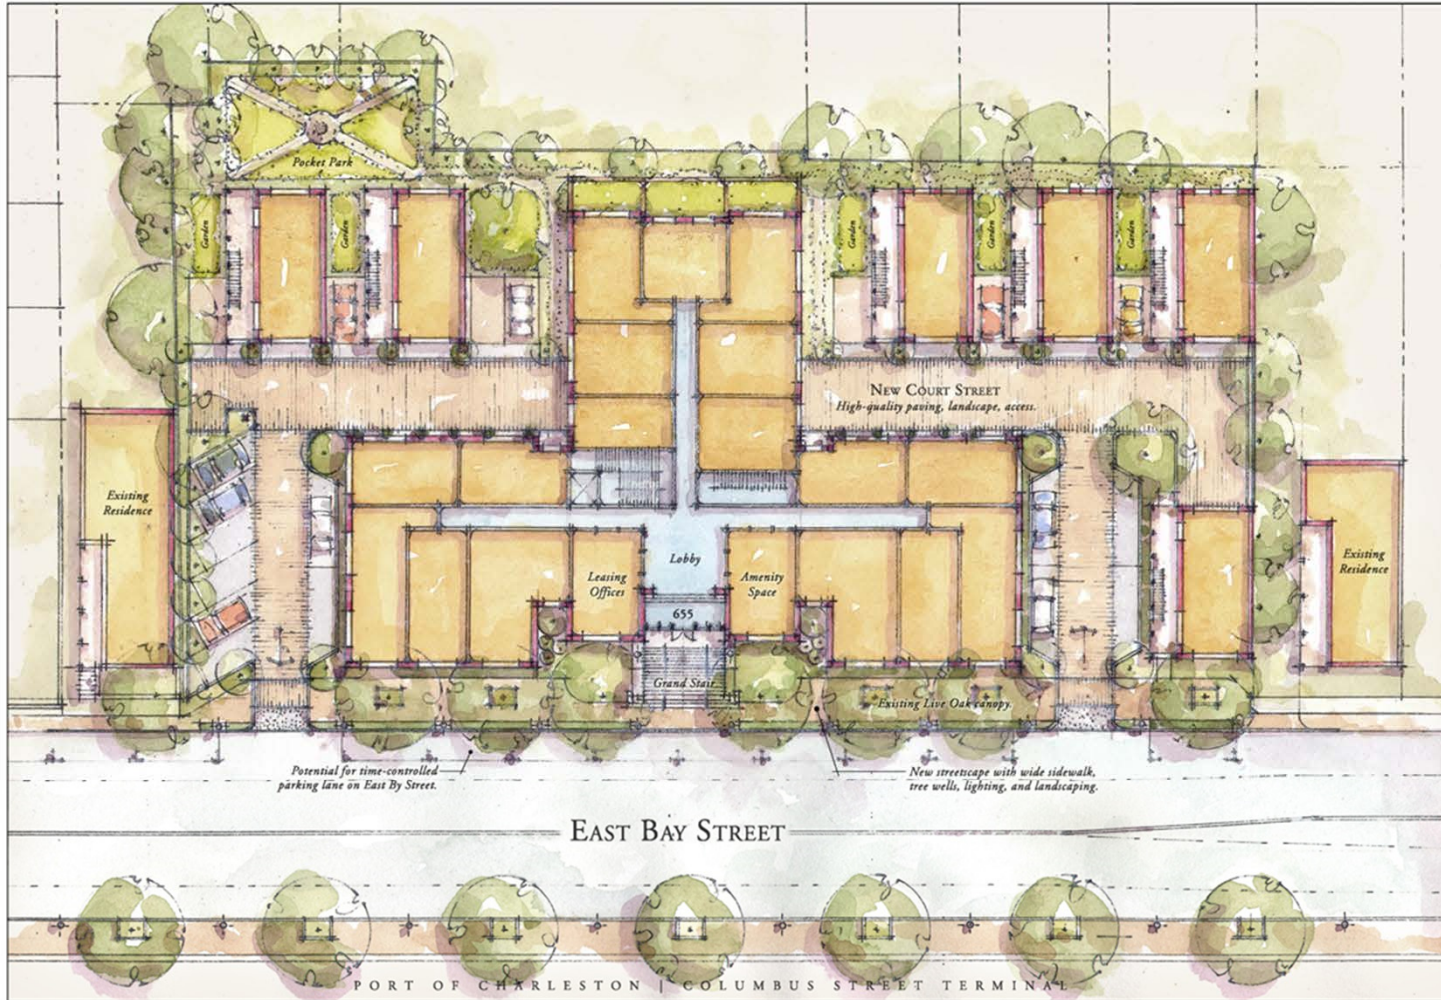 Pocket Park
Garden
Garden
Garden
Garden
Garden
NEW COURT STREET
High-quality paving, landscape, access.
Existing
Residence
Lobby
Leasing
Offices
Amenity
Space
Existing
Residence
655
Grand Stair
Existing Live Oak canopy.
Potential for time-controlled
parking lane on East By Street.
New streetscape with wide sidewalk,
tree wells, lighting, and landscaping.
EAST BAY STREET
PORT OF CHARLESTON | COLUMBUS STREET TERMINAL